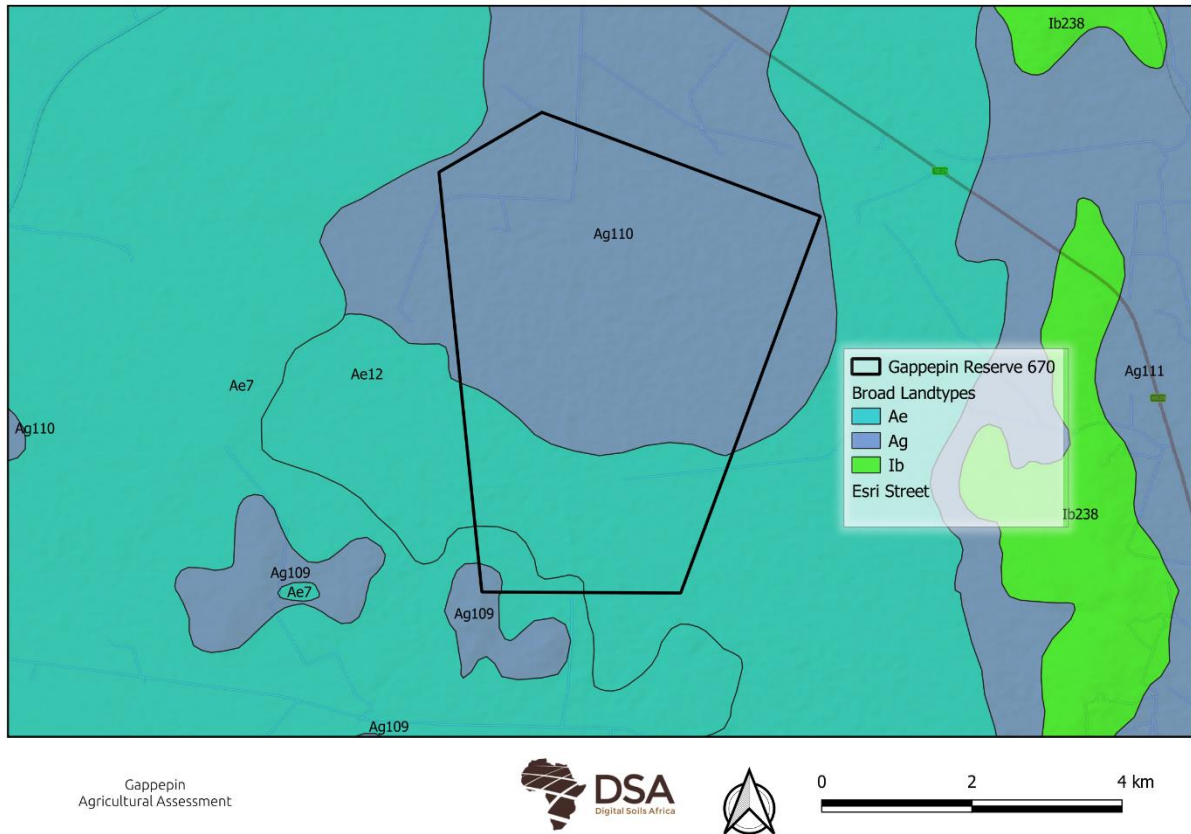 Ib238
Ag110
Ae7
Ae12
Ag110
Ag109
Ae7
Ag109
Ag109
Ag111
Ib238
Gappepin Reserve 670
Broad Landtypes
Ae
Ag
Ib
Esri Street
Gappepin
Agricultural Assessment
DSA
Digital Soils Africa
0 2 4 km